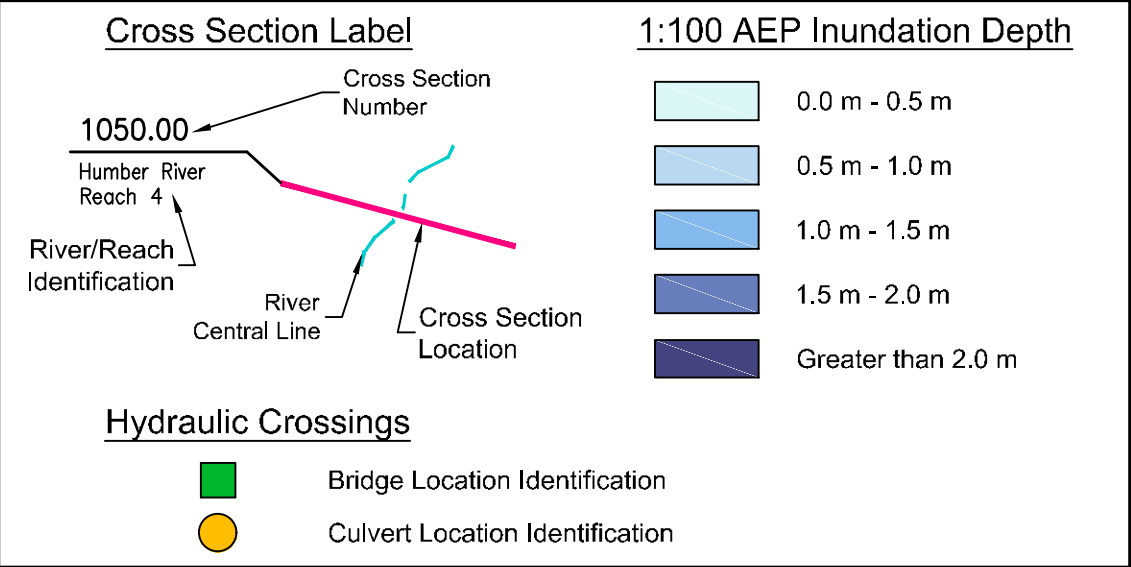 Cross Section Label
Cross Section
Number
1050.00
Humber River
Reach 4
River/Reach
Identification
River
Central Line
Cross Section
Location
1:100 AEP Inundation Depth
0.0 m - 0.5 m
0.5 m - 1.0 m
1.0 m - 1.5 m
1.5 m - 2.0 m
Greater than 2.0 m
Hydraulic Crossings
Bridge Location Identification
Culvert Location Identification